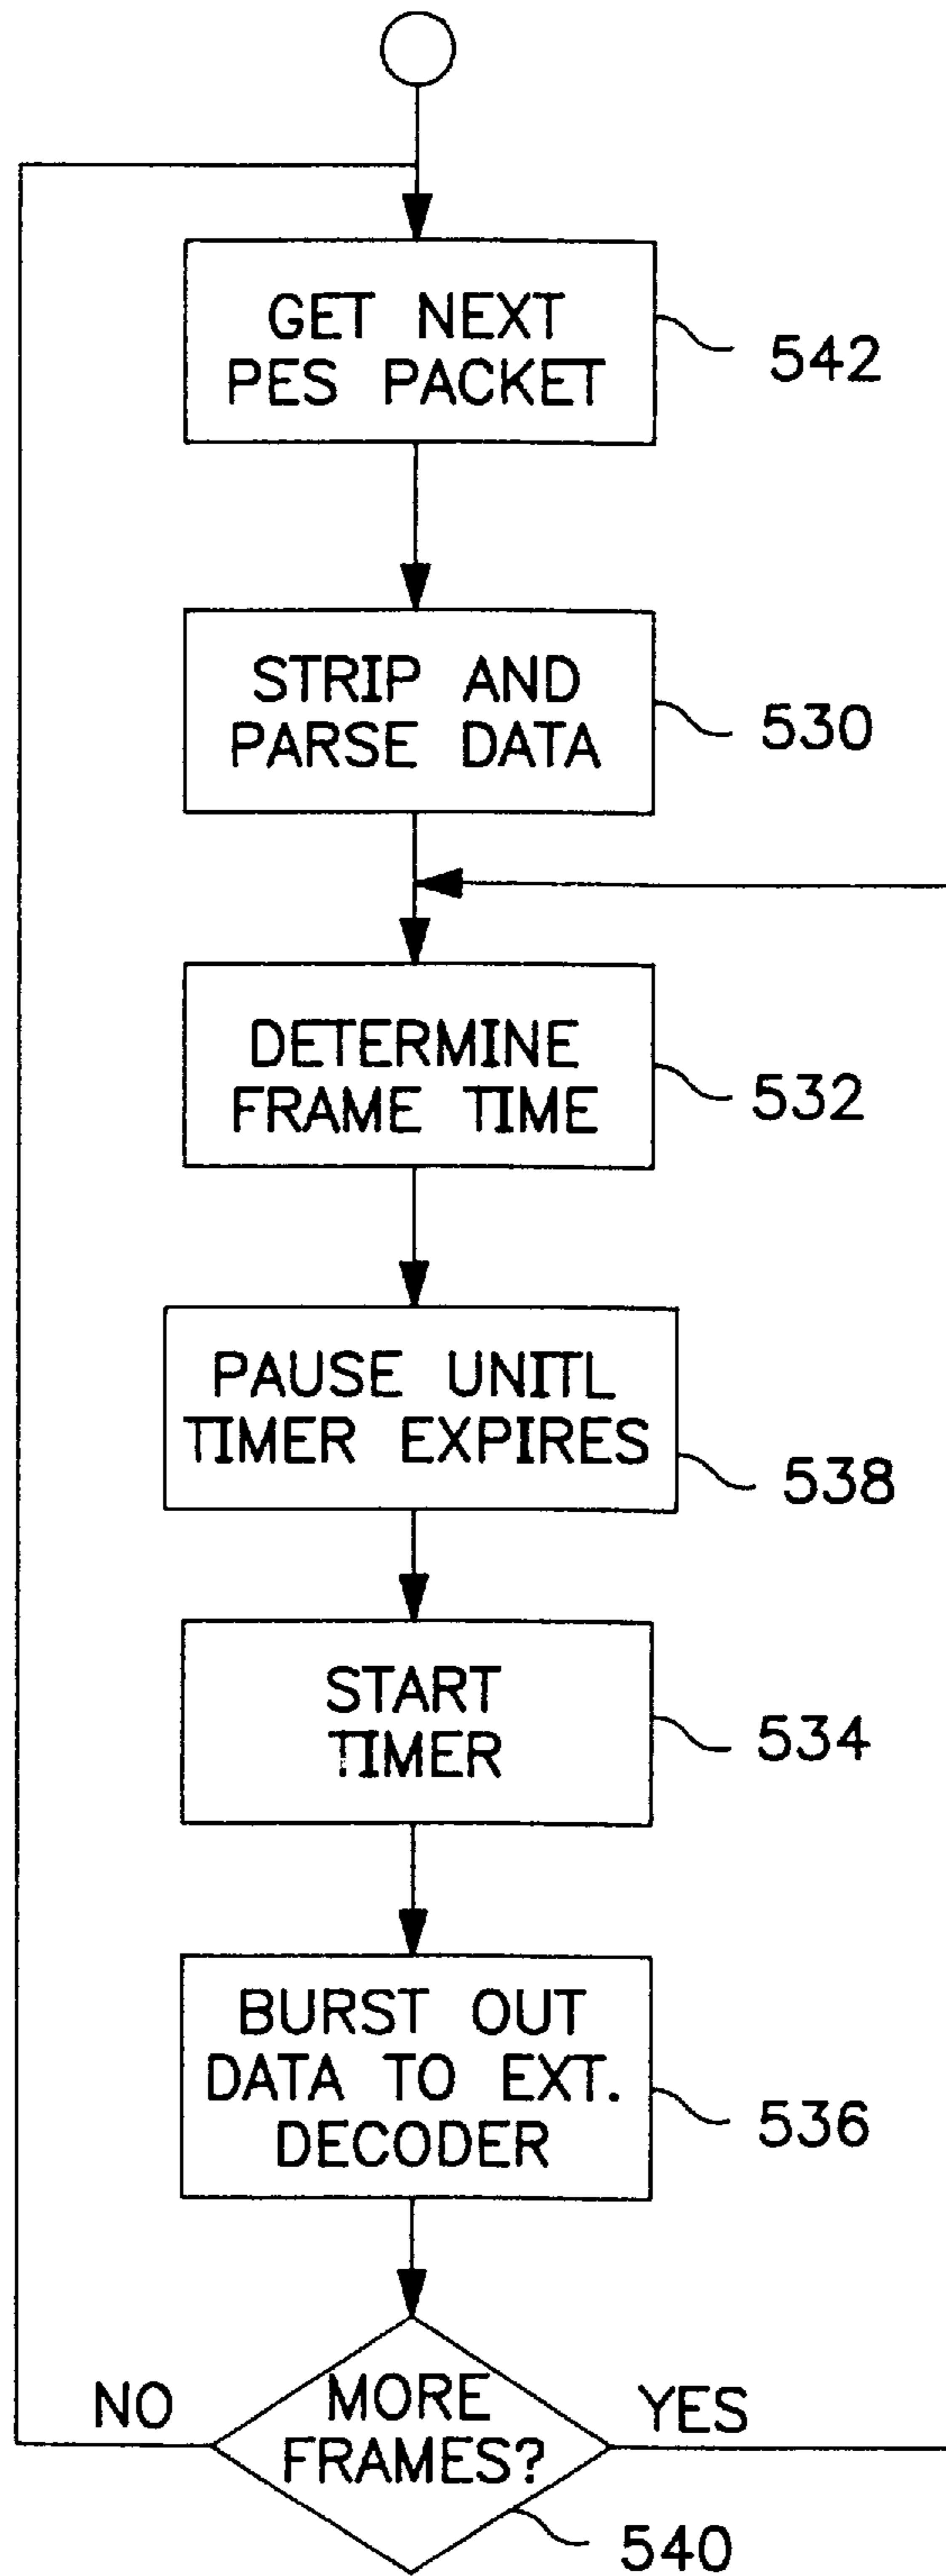 GET NEXT
PES PACKET
542
STRIP AND
PARSE DATA
530
DETERMINE
FRAME TIME
532
PAUSE UNITL
TIMER EXPIRES
538
START
TIMER
534
BURST OUT
DATA TO EXT.
DECODER
536
NO
MORE
FRAMES?
YES
540